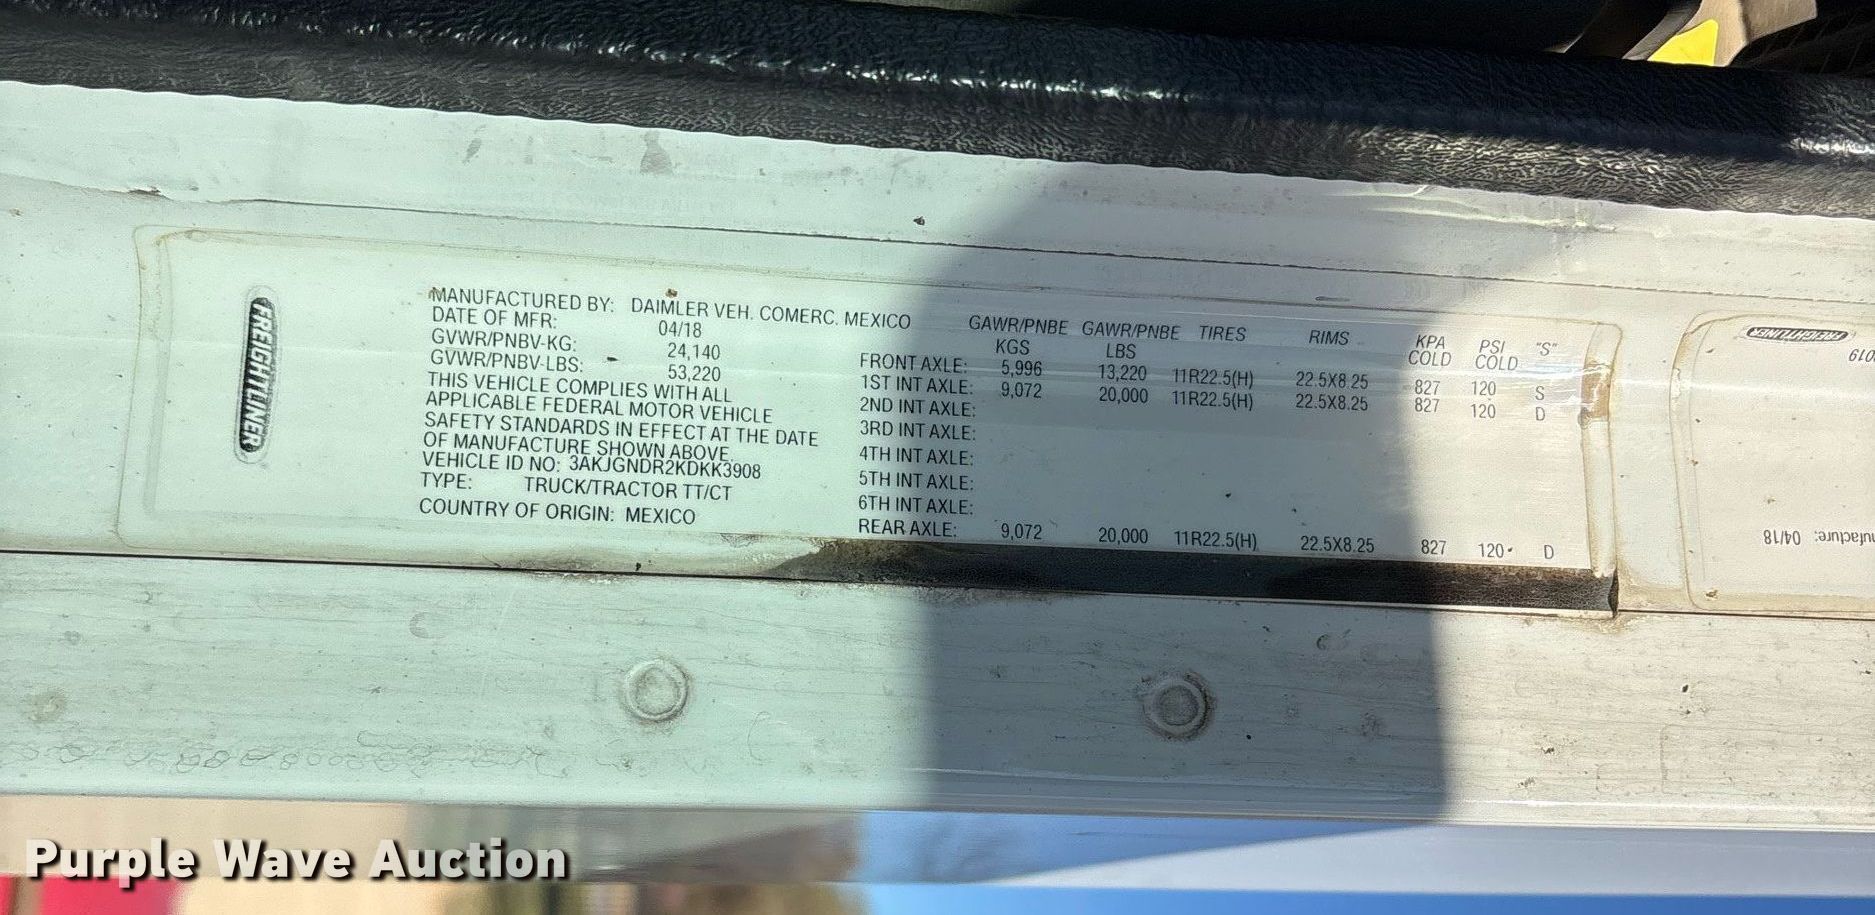 FREIGHTLINER
MANUFACTURED BY: DAIMLER VEH. COMERC. MEXICO
DATE OF MFR: 04/18
GVWR/PNBV-KG: 24,140
GVWR/PNBV-LBS: 53,220
THIS VEHICLE COMPLIES WITH ALL
APPLICABLE FEDERAL MOTOR VEHICLE
SAFETY STANDARDS IN EFFECT AT THE DATE
OF MANUFACTURE SHOWN ABOVE.
VEHICLE ID NO: 3AKJGNDR2KDKK3908
TYPE: TRUCK/TRACTOR TT/CT
COUNTRY OF ORIGIN: MEXICO
GAWR/PNBE KGS GAWR/PNBE LBS TIRES RIMS KPA COLD PSI COLD "S"
FRONT AXLE: 5,996 13,220 11R22.5(H) 22.5X8.25 827 120 S
1ST INT AXLE: 9,072 20,000 11R22.5(H) 22.5X8.25 827 120 D
2ND INT AXLE:
3RD INT AXLE:
4TH INT AXLE:
5TH INT AXLE:
6TH INT AXLE:
REAR AXLE: 9,072 20,000 11R22.5(H) 22.5X8.25 827 120 D
FREIGHTLINER
019
nufacture: 04/18
Purple Wave Auction